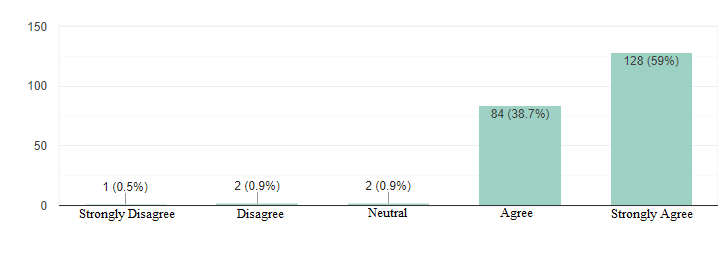 150
100
50
0
1 (0.5%)
2 (0.9%)
2 (0.9%)
84 (38.7%)
128 (59%)
Strongly Disagree
Disagree
Neutral
Agree
Strongly Agree